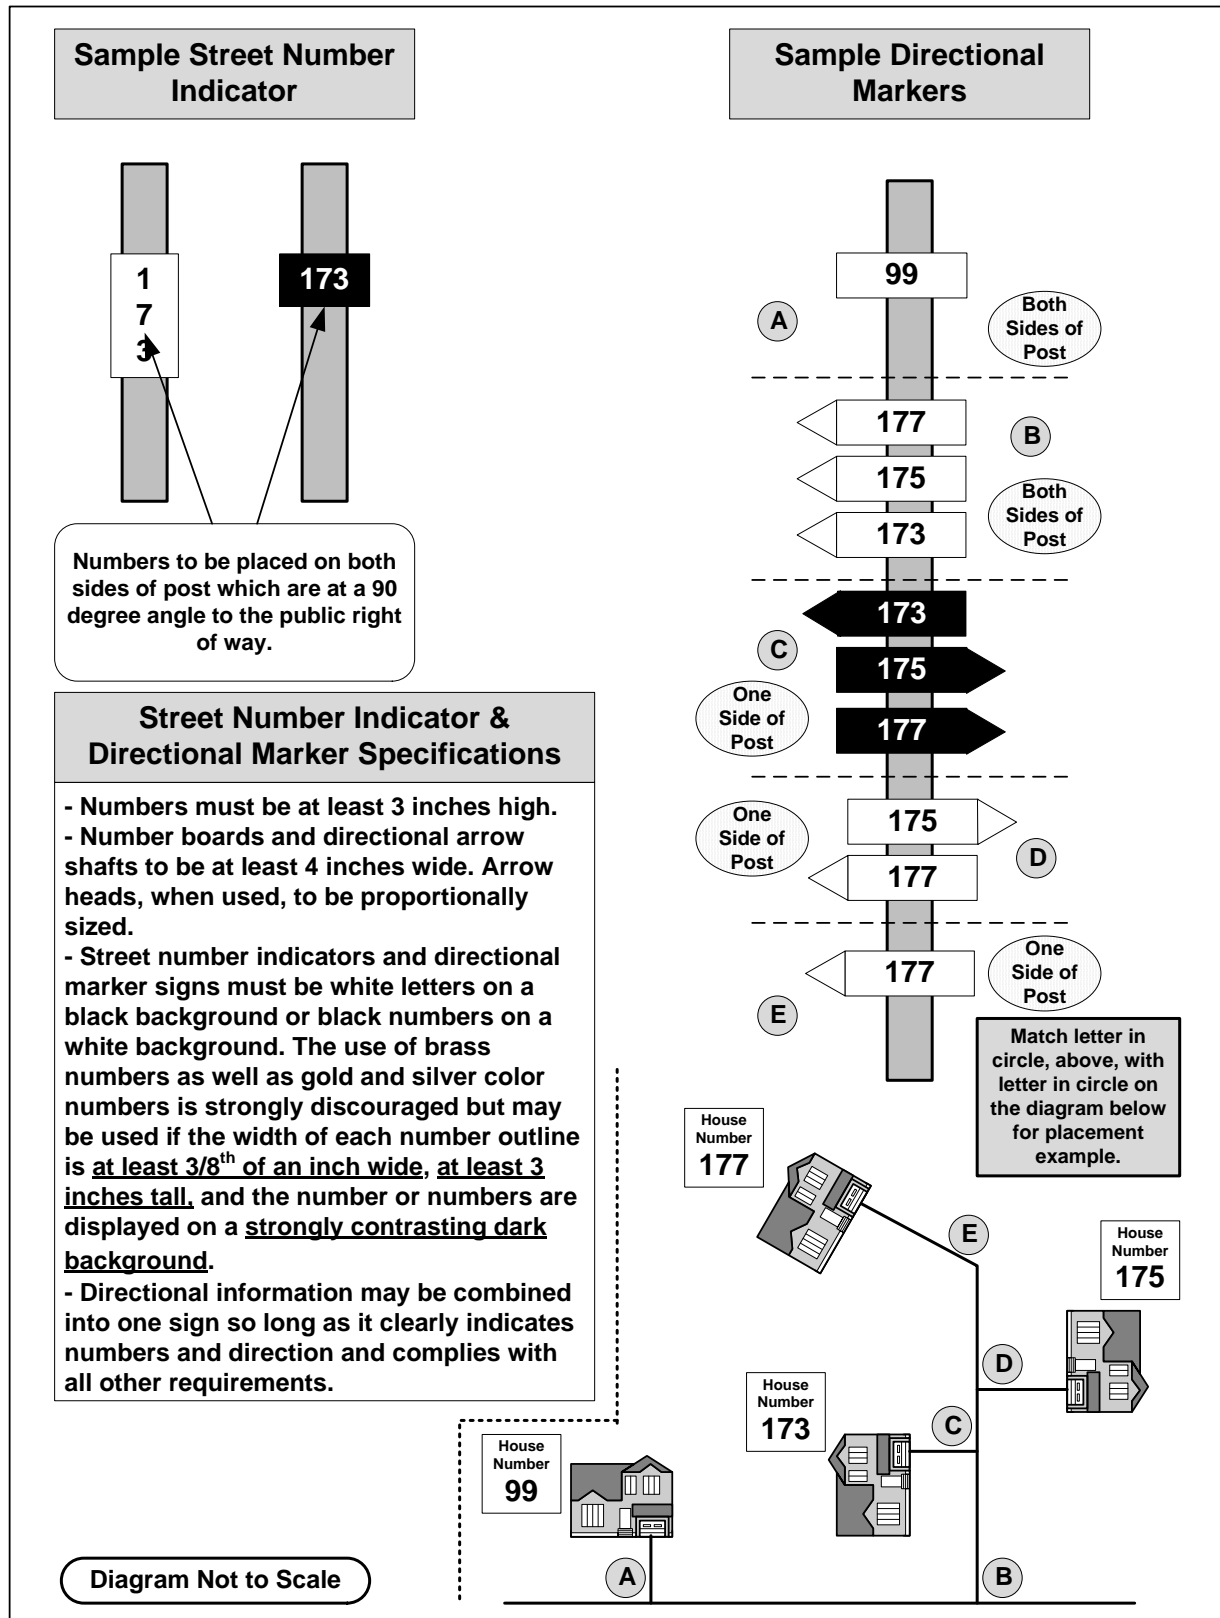 Sample Street Number
Indicator
1
7
3
173
Numbers to be placed on both
sides of post which are at a 90
degree angle to the public right
of way.
Street Number Indicator &
Directional Marker Specifications
- Numbers must be at least 3 inches high.
- Number boards and directional arrow
shafts to be at least 4 inches wide. Arrow
heads, when used, to be proportionally
sized.
- Street number indicators and directional
marker signs must be white letters on a
black background or black numbers on a
white background. The use of brass
numbers as well as gold and silver color
numbers is strongly discouraged but may
be used if the width of each number outline
is at least 3/8th of an inch wide, at least 3
inches tall, and the number or numbers are
displayed on a strongly contrasting dark
background.
- Directional information may be combined
into one sign so long as it clearly indicates
numbers and direction and complies with
all other requirements.
Sample Directional
Markers
99
A
Both
Sides of
Post
177
B
175
Both
Sides of
Post
173
173
C
175
One
Side of
Post
177
One
Side of
Post
175
D
177
177
One
Side of
Post
E
Match letter in
circle, above, with
letter in circle on
the diagram below
for placement
example.
House
Number
177
E
House
Number
175
D
House
Number
173
C
House
Number
99
A
B
Diagram Not to Scale